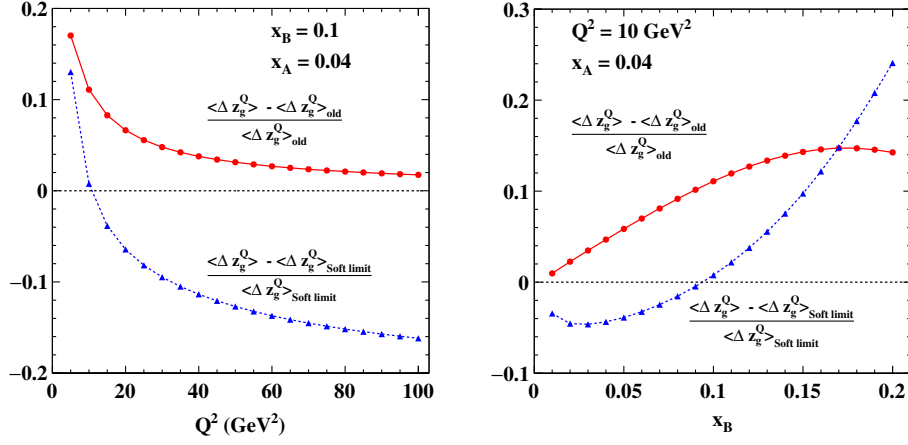 0.2
0.1
0
−0.1
−0.2
x_B = 0.1
x_A = 0.04
<Δ z_g^Q> - <Δ z_g^Q>_old
<Δ z_g^Q>_old
<Δ z_g^Q> - <Δ z_g^Q>_Soft limit
<Δ z_g^Q>_Soft limit
0 20 40 60 80 100
Q^2 (GeV^2)
0.3
0.2
0.1
0
−0.1
Q^2 = 10 GeV^2
x_A = 0.04
<Δ z_g^Q> - <Δ z_g^Q>_old
<Δ z_g^Q>_old
<Δ z_g^Q> - <Δ z_g^Q>_Soft limit
<Δ z_g^Q>_Soft limit
0 0.05 0.1 0.15 0.2
x_B